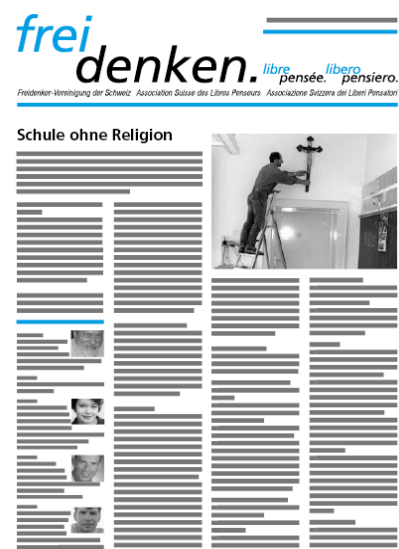 frei
denken.
libre
pensée.
libero
pensiero.
Freidenker-Vereinigung der Schweiz Association Suisse des Libres Penseurs Associazione Svizzera dei Liberi Pensatori
Schule ohne Religion